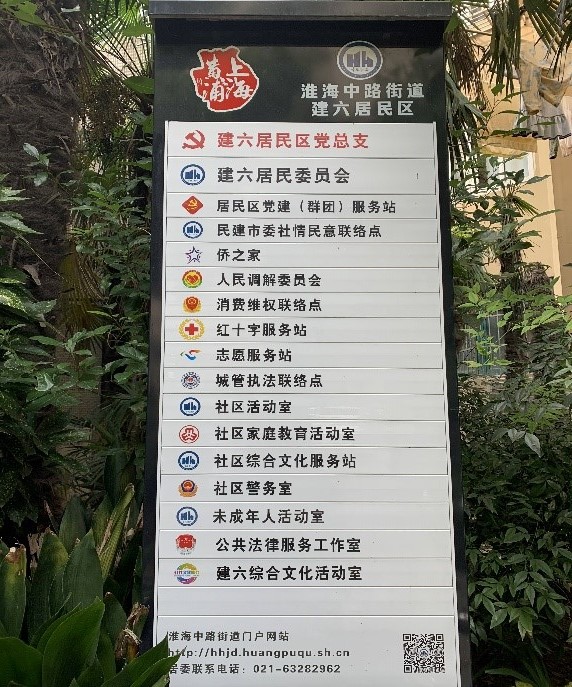 上海
黄浦
淮海中路街道
建六居民区
建六居民区党总支
建六居民委员会
居民区党建（群团）服务站
民建市委社情民意联络点
侨之家
人民调解委员会
消费维权联络点
红十字服务站
志愿服务站
城管执法联络点
社区活动室
社区家庭教育活动室
社区综合文化服务站
社区警务室
未成年人活动室
公共法律服务工作室
建六综合文化活动室
淮海中路街道门户网站
http://hhjd.huangpuqu.sh.cn
居委联系电话：021-63282962